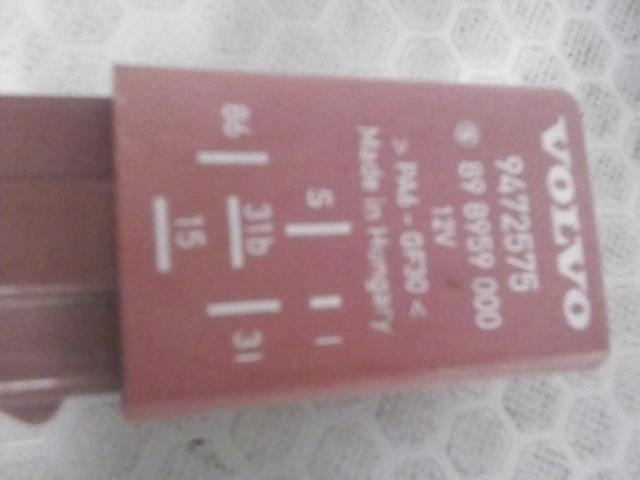 VOLVO
9472575
89 8959 000
12V
> PA6 - GF30 <
Made in Hungary
S I
86 31b 31
15